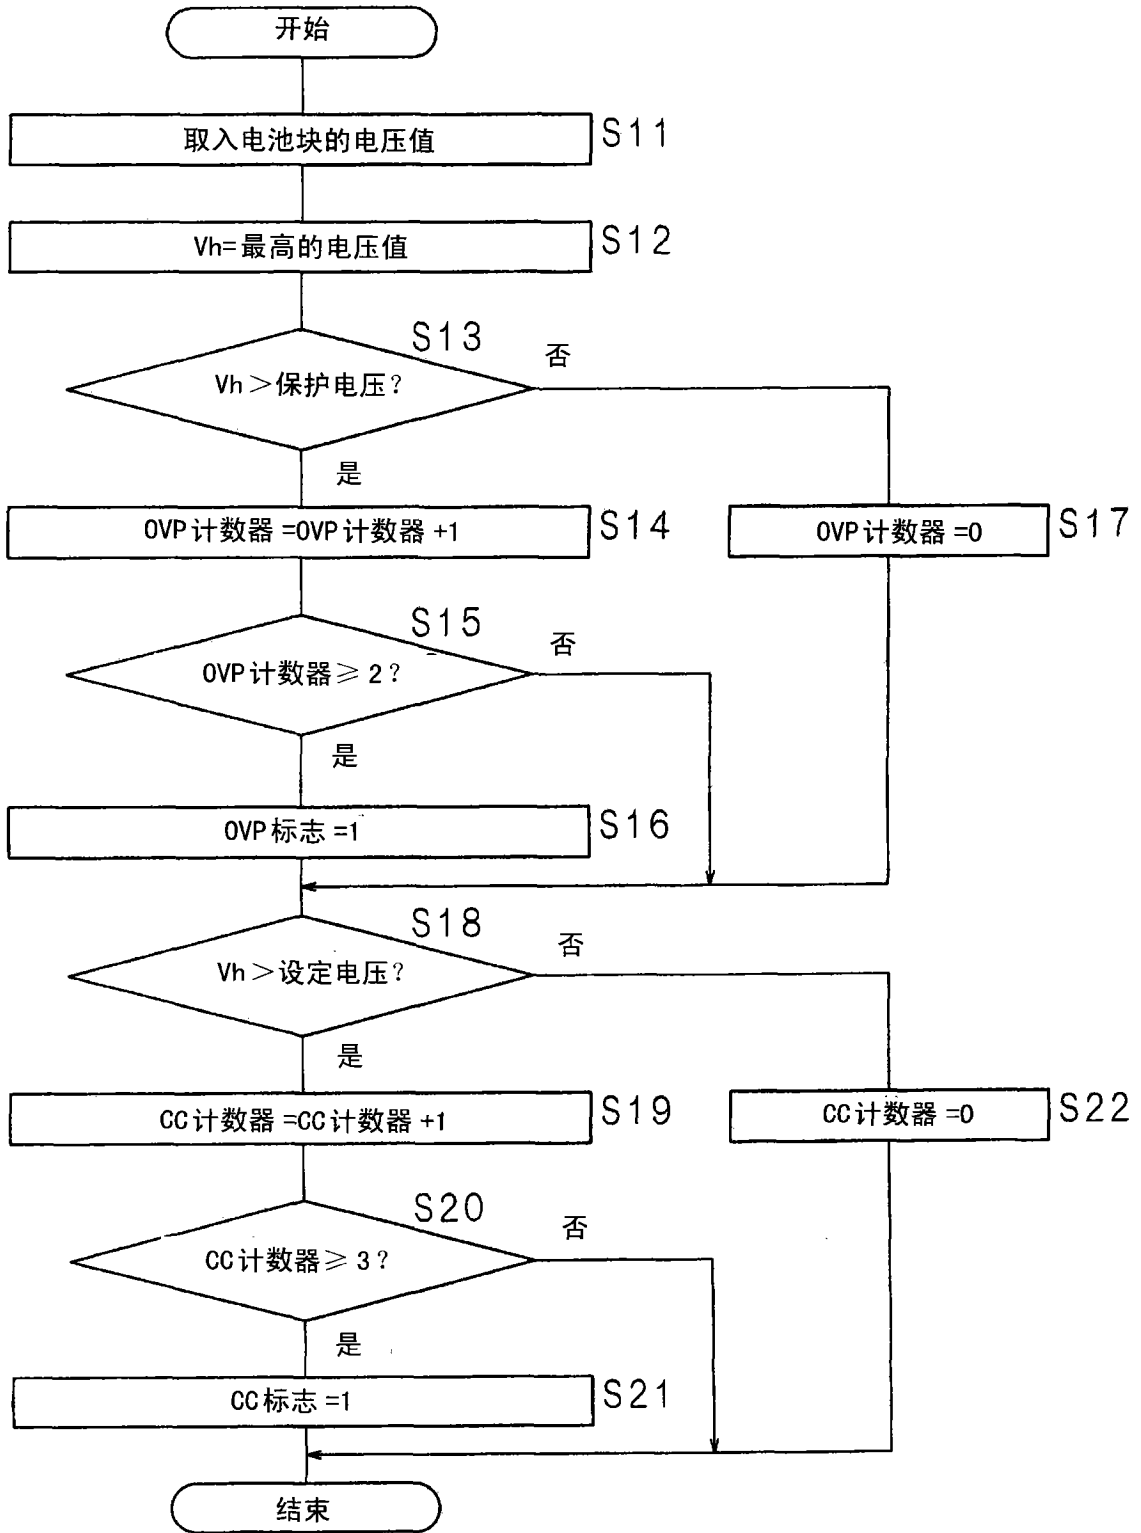 开始
取入电池块的电压值
S11
Vh=最高的电压值
S12
S13
Vh＞保护电压？
否
是
OVP计数器=OVP计数器+1
S14
OVP计数器=0
S17
S15
OVP计数器≥2？
否
是
OVP标志=1
S16
S18
Vh＞设定电压？
否
是
CC计数器=CC计数器+1
S19
CC计数器=0
S22
S20
CC计数器≥3？
否
是
CC标志=1
S21
结束